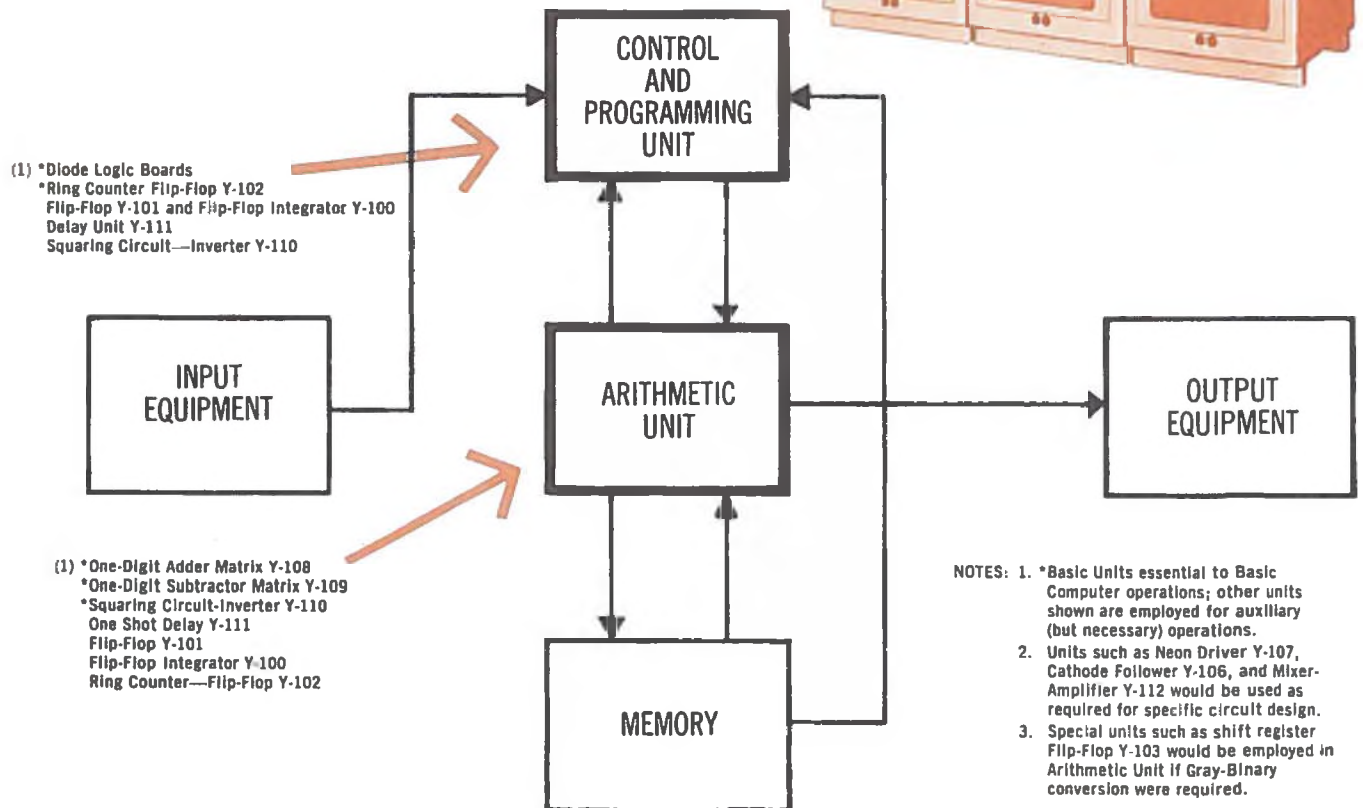 CONTROL
AND
PROGRAMMING
UNIT
(1) *Diode Logic Boards
*Ring Counter Flip-Flop Y-102
Flip-Flop Y-101 and Flip-Flop Integrator Y-100
Delay Unit Y-111
Squaring Circuit—Inverter Y-110
INPUT
EQUIPMENT
ARITHMETIC
UNIT
OUTPUT
EQUIPMENT
(1) *One-Digit Adder Matrix Y-108
*One-Digit Subtractor Matrix Y-109
*Squaring Circuit-Inverter Y-110
One Shot Delay Y-111
Flip-Flop Y-101
Flip-Flop Integrator Y-100
Ring Counter—Flip-Flop Y-102
MEMORY
NOTES: 1. *Basic Units essential to Basic
Computer operations; other units
shown are employed for auxiliary
(but necessary) operations.
2. Units such as Neon Driver Y-107,
Cathode Follower Y-106, and Mixer-
Amplifier Y-112 would be used as
required for specific circuit design.
3. Special units such as shift register
Flip-Flop Y-103 would be employed in
Arithmetic Unit if Gray-Binary
conversion were required.